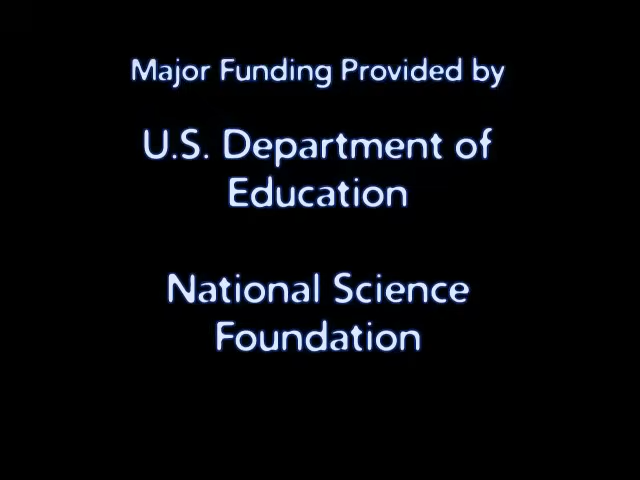 Major Funding Provided by
U.S. Department of
Education
National Science
Foundation